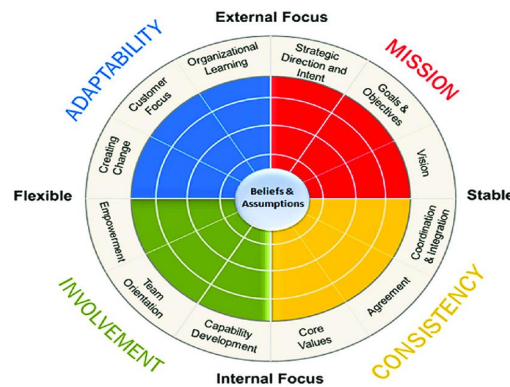 External Focus
ADAPTABILITY
MISSION
Organizational
Learning
Strategic
Direction and
Intent
Customer
Focus
Goals &
Objectives
Creating
Change
Vision
Flexible
Beliefs &
Assumptions
Stable
Empowerment
Coordination
& Integration
Team
Orientation
Agreement
Capability
Development
Core
Values
INVOLVEMENT
CONSISTENCY
Internal Focus